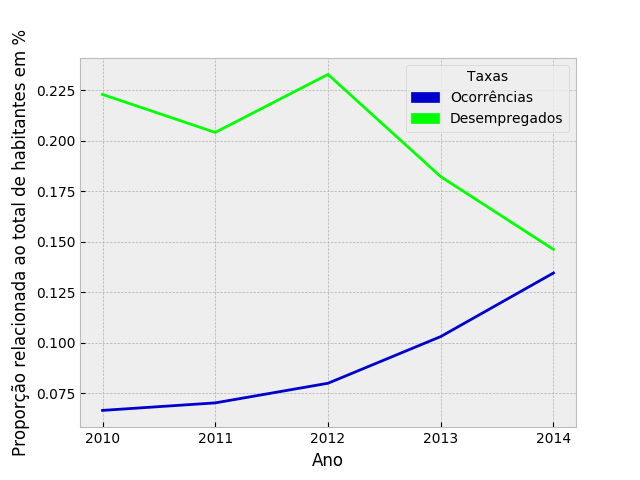 Proporção relacionada ao total de habitantes em %
0.225
0.200
0.175
0.150
0.125
0.100
0.075
Taxas
Ocorrências
Desempregados
2010 2011 2012 2013 2014
Ano